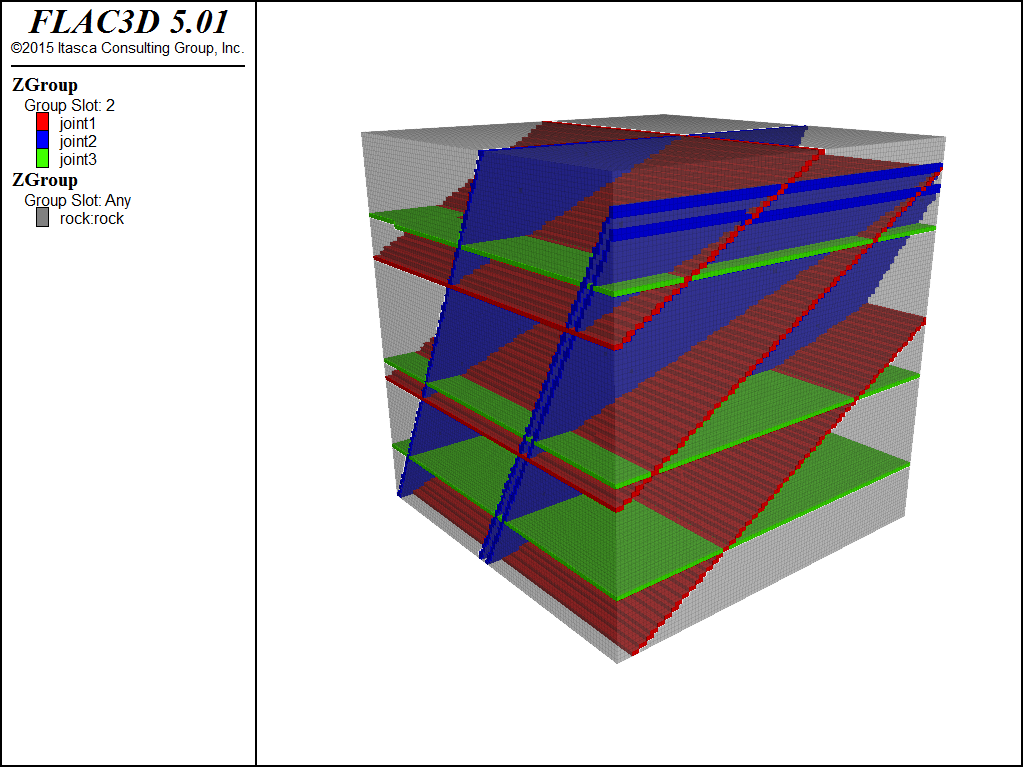 FLAC3D 5.01
©2015 Itasca Consulting Group, Inc.
ZGroup
Group Slot: 2
joint1
joint2
joint3
ZGroup
Group Slot: Any
rock:rock